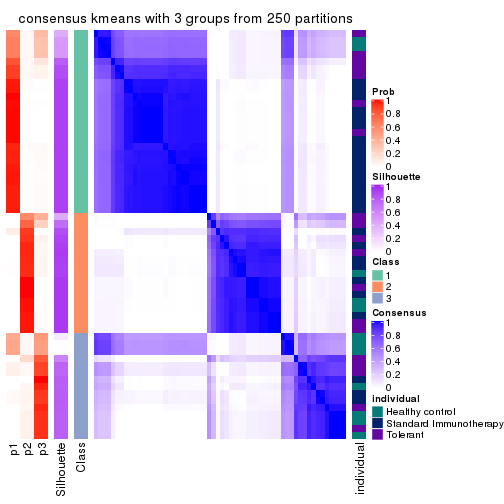 consensus kmeans with 3 groups from 250 partitions
Prob
1
0.8
0.6
0.4
0.2
0
Silhouette
1
0.8
0.6
0.4
0.2
0
Class
1
2
3
Consensus
1
0.8
0.6
0.4
0.2
0
individual
Healthy control
Standard Immunotherapy
Tolerant
p1
p2
p3
Silhouette
Class
individual